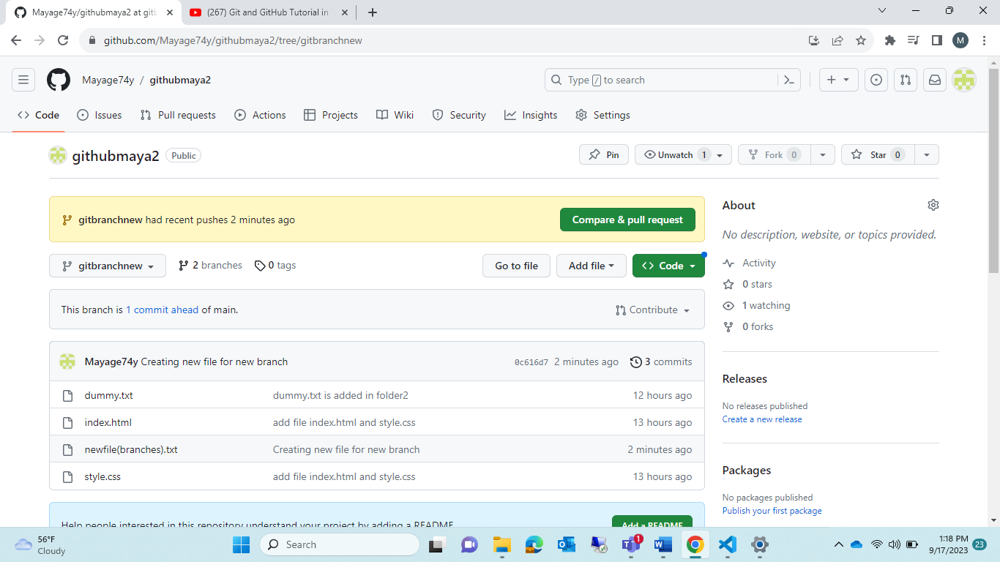 Mayage74y/githubmaya2 at gitb
(267) Git and GitHub Tutorial in
github.com/Mayage74y/githubmaya2/tree/gitbranchnew
M
Mayage74y / githubmaya2
Type / to search
Code Issues Pull requests Actions Projects Wiki Security Insights Settings
githubmaya2 Public
Pin Unwatch 1 Fork 0 Star 0
gitbranchnew had recent pushes 2 minutes ago
Compare & pull request
gitbranchnew 2 branches 0 tags
Go to file Add file Code
This branch is 1 commit ahead of main.
Contribute
Mayage74y Creating new file for new branch 0c616d7 2 minutes ago 3 commits
dummy.txt dummy.txt is added in folder2 12 hours ago
index.html add file index.html and style.css 13 hours ago
newfile(branches).txt Creating new file for new branch 2 minutes ago
style.css add file index.html and style.css 13 hours ago
Help people interested in this repository understand your project by adding a README.
Add a README
About
No description, website, or topics provided.
Activity
0 stars
1 watching
0 forks
Releases
No releases published
Create a new release
Packages
No packages published
Publish your first package
56°F
Cloudy
Search
1
1:18 PM
9/17/2023
23